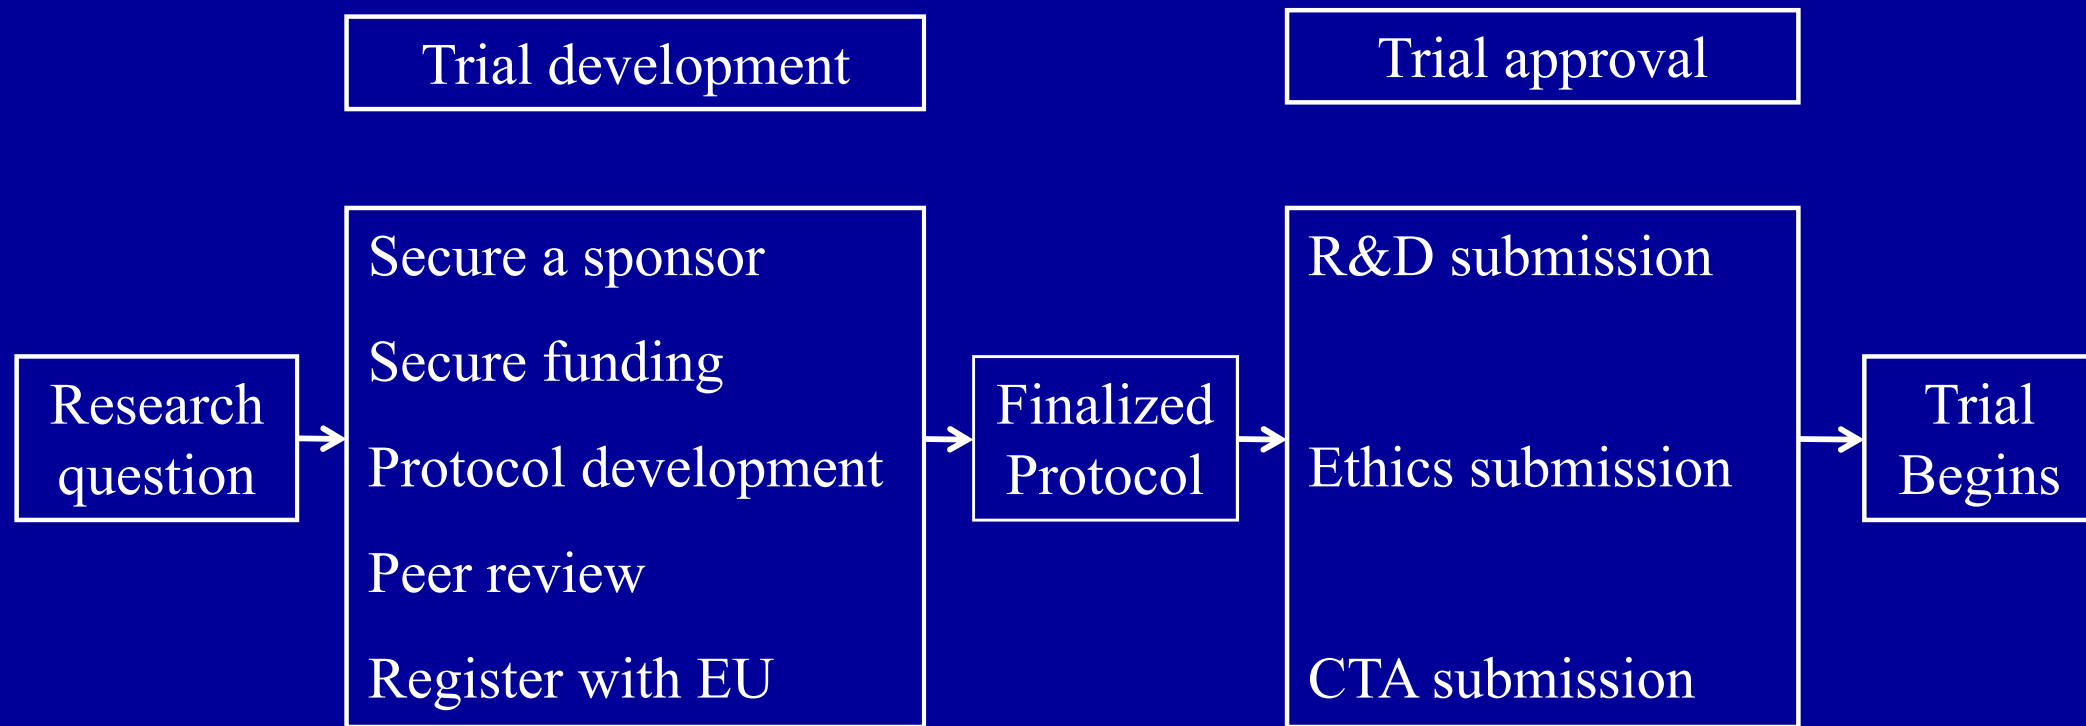 Trial development
Trial approval
Research
question
Secure a sponsor
Secure funding
Protocol development
Peer review
Register with EU
Finalized
Protocol
R&D submission
Ethics submission
CTA submission
Trial
Begins